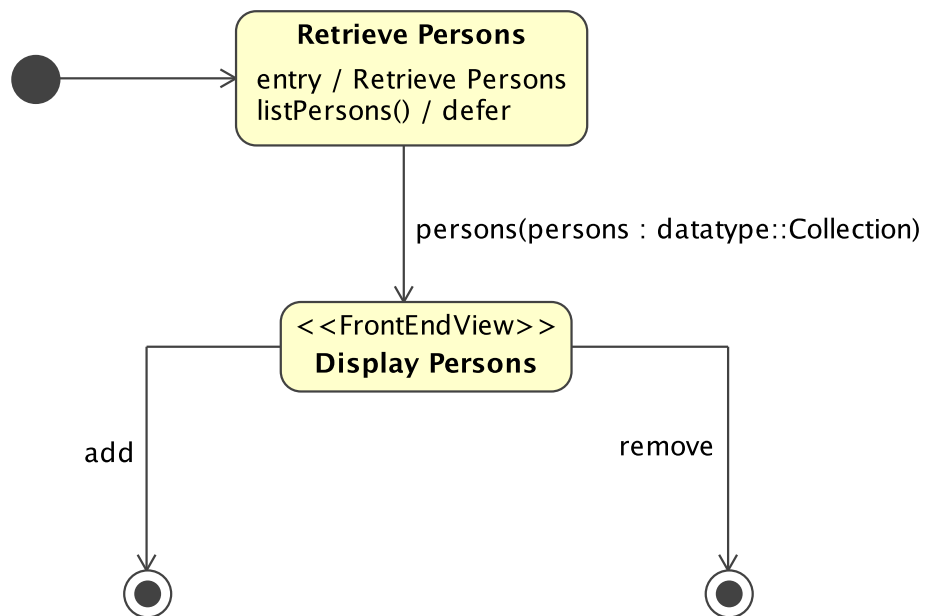 Retrieve Persons
entry / Retrieve Persons
listPersons() / defer
persons(persons : datatype::Collection)
<<FrontEndView>>
Display Persons
add
remove